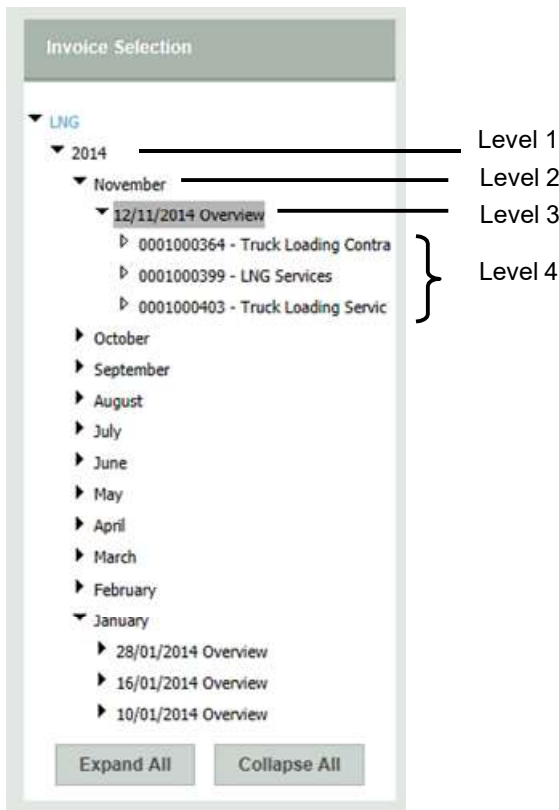 Invoice Selection
LNG
2014
Level 1
November
Level 2
12/11/2014 Overview
Level 3
0001000364 - Truck Loading Contra
0001000399 - LNG Services
Level 4
0001000403 - Truck Loading Servic
October
September
August
July
June
May
April
March
February
January
28/01/2014 Overview
16/01/2014 Overview
10/01/2014 Overview
Expand All
Collapse All